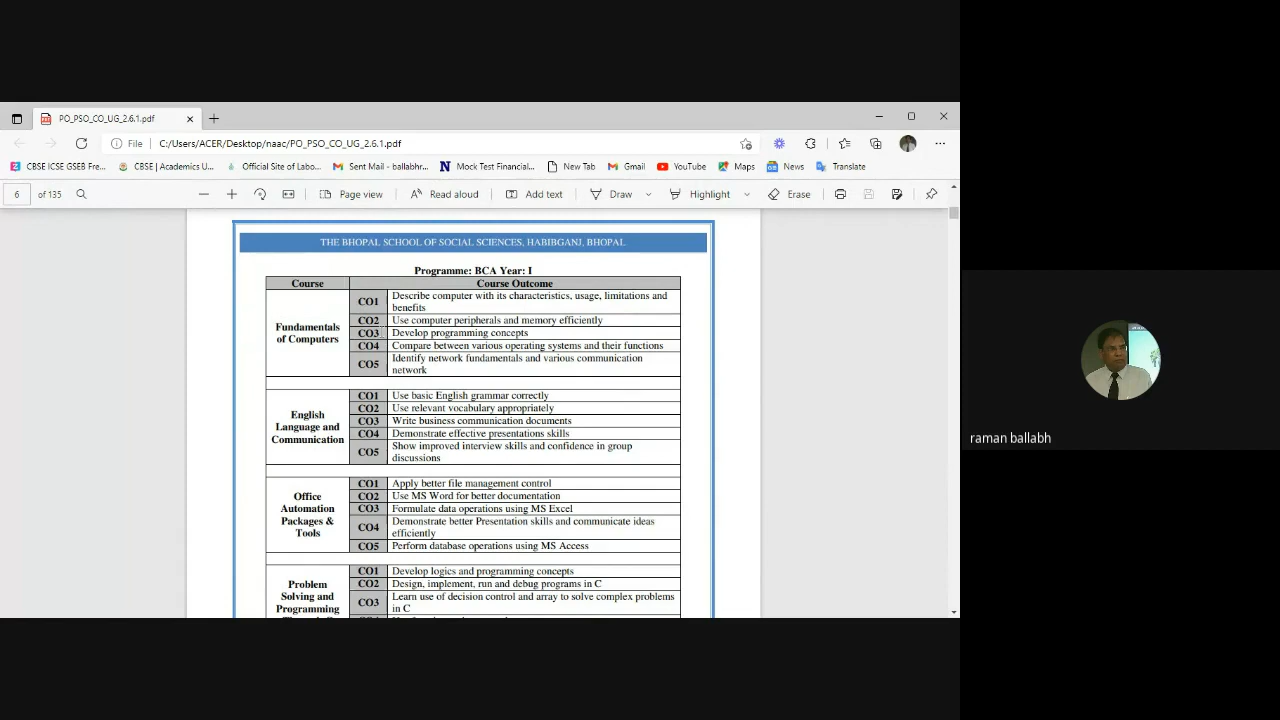 PO_PSO_CO_UG_2.6.1.pdf
File C:/Users/ACER/Desktop/naac/PO_PSO_CO_UG_2.6.1.pdf
CBSE ICSE GSEB Fre... CBSE | Academics U... Official Site of Labo... Sent Mail - ballabhr... Mock Test Financial... New Tab Gmail YouTube Maps News Translate
6 of 135 Page view Read aloud Add text Draw Highlight Erase
THE BHOPAL SCHOOL OF SOCIAL SCIENCES, HABIBGANJ, BHOPAL
Programme: BCA Year: I
Course Course Outcome
Fundamentals
of Computers
CO1 Describe computer with its characteristics, usage, limitations and
benefits
CO2 Use computer peripherals and memory efficiently
CO3 Develop programming concepts
CO4 Compare between various operating systems and their functions
CO5 Identify network fundamentals and various communication
network
English
Language and
Communication
CO1 Use basic English grammar correctly
CO2 Use relevant vocabulary appropriately
CO3 Write business communication documents
CO4 Demonstrate effective presentations skills
CO5 Show improved interview skills and confidence in group
discussions
Office
Automation
Packages &
Tools
CO1 Apply better file management control
CO2 Use MS Word for better documentation
CO3 Formulate data operations using MS Excel
CO4 Demonstrate better Presentation skills and communicate ideas
efficiently
CO5 Perform database operations using MS Access
Problem
Solving and
Programming
CO1 Develop logics and programming concepts
CO2 Design, implement, run and debug programs in C
CO3 Learn use of decision control and array to solve complex problems
in C
raman ballabh